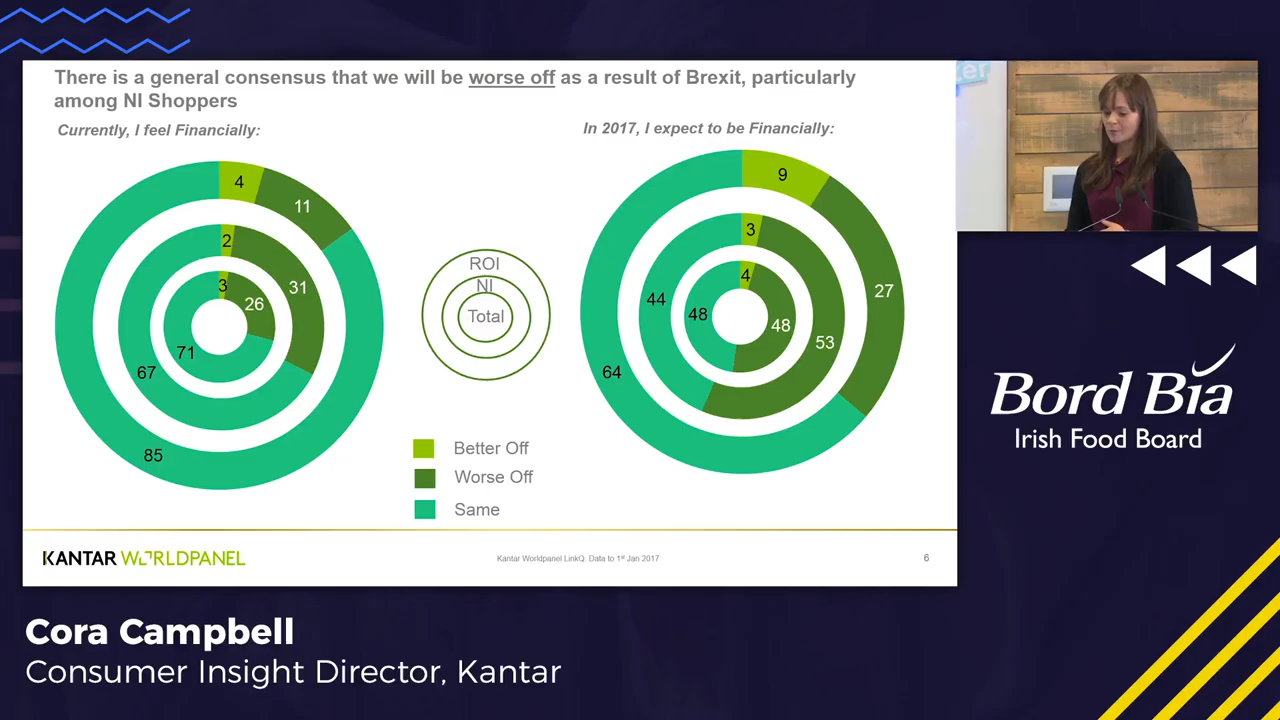 There is a general consensus that we will be worse off as a result of Brexit, particularly
among NI Shoppers
Currently, I feel Financially:
In 2017, I expect to be Financially:
4
11
2
31
3
26
71
67
85
ROI
NI
Total
9
27
3
53
4
48
48
44
64
Better Off
Worse Off
Same
KANTAR WORLDPANEL
Kantar Worldpanel LinkQ: Data to 1st Jan 2017
6
Bord Bia
Irish Food Board
Cora Campbell
Consumer Insight Director, Kantar